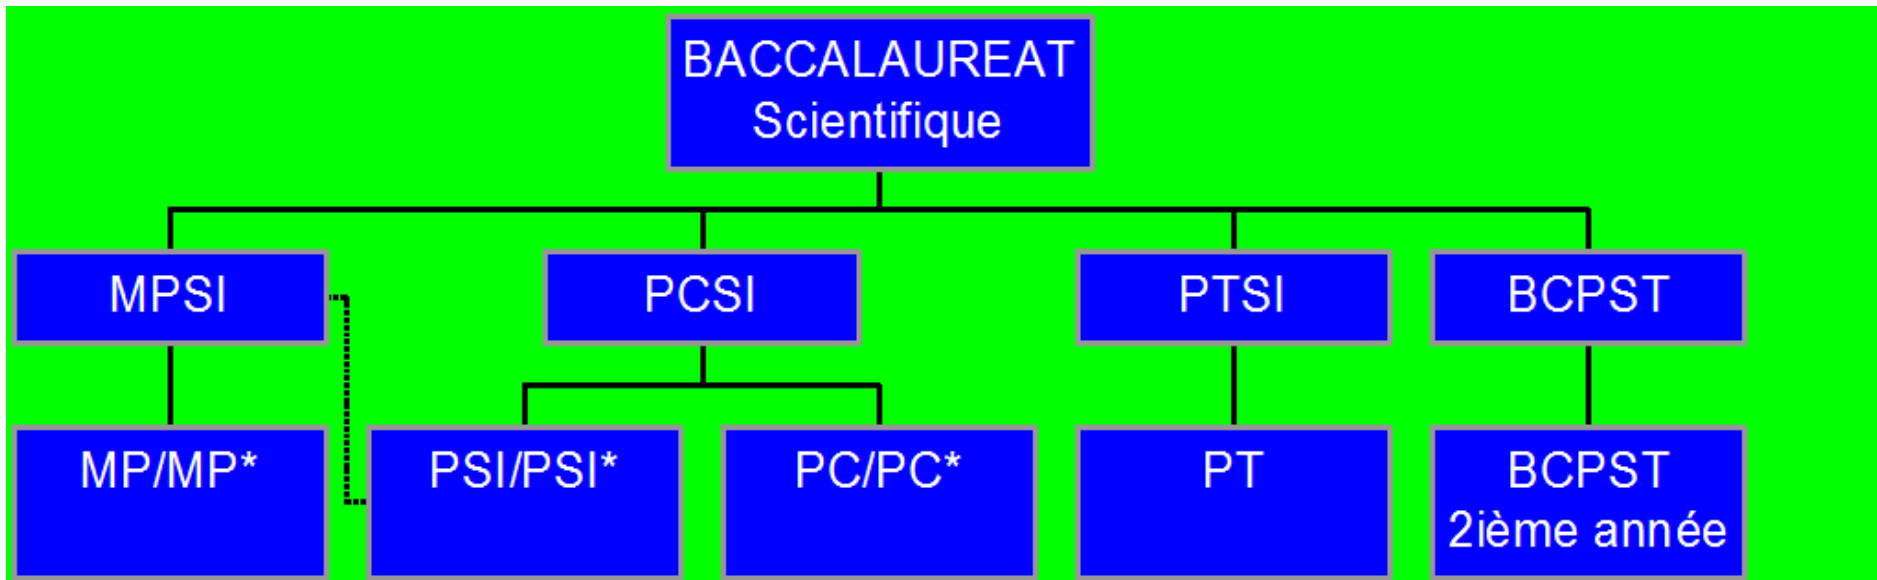 BACCALAUREAT
Scientifique
MPSI
PCSI
PTSI
BCPST
MP/MP*
PSI/PSI*
PC/PC*
PT
BCPST
2ième année